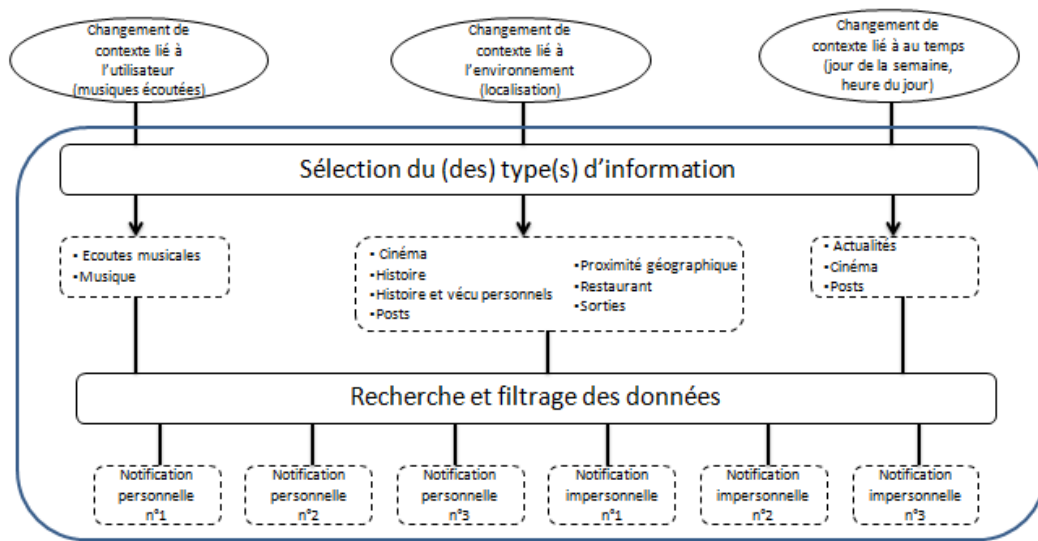 Changement de
contexte lié à
l'utilisateur
(musiques écoutées)
Changement de
contexte lié à
l'environnement
(localisation)
Changement de
contexte lié à au temps
(jour de la semaine,
heure du jour)
Sélection du (des) type(s) d'information
▪ Ecoutes musicales
▪Musique
▪ Cinéma
▪Histoire
▪Histoire et vécu personnels
▪Posts
▪Proximité géographique
▪Restaurant
▪Sorties
▪ Actualités
▪Cinéma
▪Posts
Recherche et filtrage des données
Notification
personnelle
n°1
Notification
personnelle
n°2
Notification
personnelle
n°3
Notification
impersonnelle
n°1
Notification
impersonnelle
n°2
Notification
impersonnelle
n°3